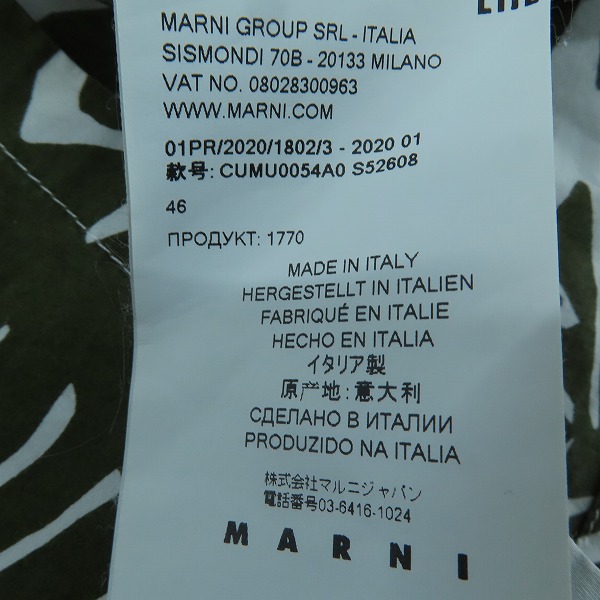 MARNI GROUP SRL - ITALIA
SISMONDI 70B - 20133 MILANO
VAT NO. 08028300963
WWW.MARNI.COM
01PR/2020/1802/3 - 2020 01
款号: CUMU0054A0 S52608
46
ПРОДУКТ: 1770
MADE IN ITALY
HERGESTELLT IN ITALIEN
FABRIQUÉ EN ITALIE
HECHO EN ITALIA
イタリア製
原产地: 意大利
СДЕЛАНО В ИТАЛИИ
PRODUZIDO NA ITALIA
株式会社マルニジャパン
電話番号03-6416-1024
MARNI